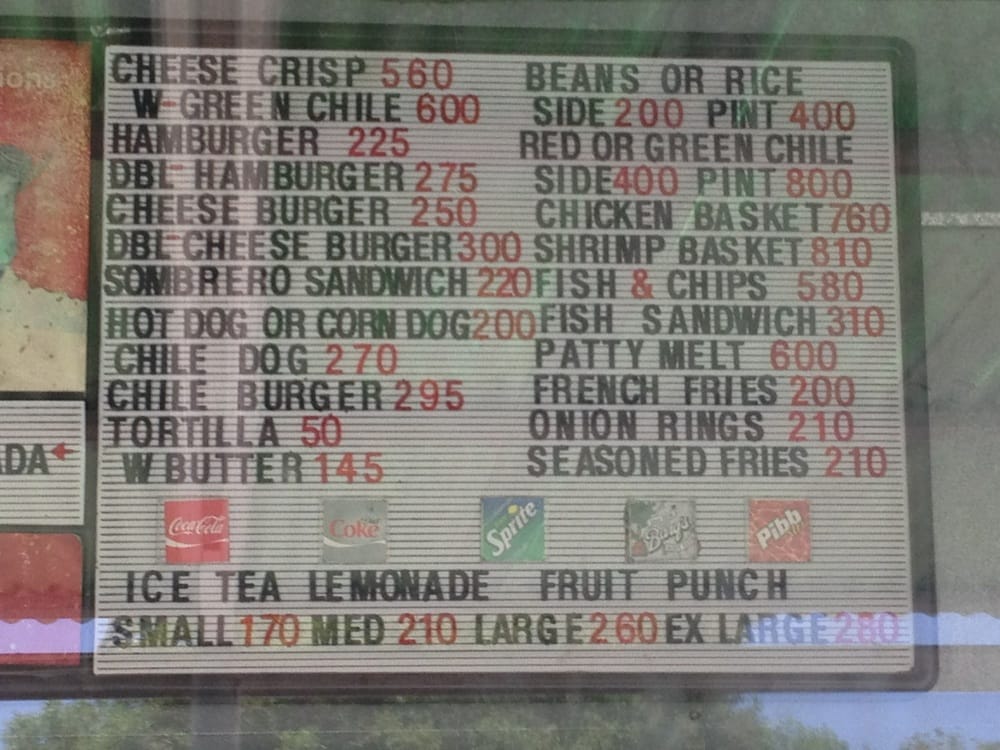 ions
CHEESE CRISP 560
W-GREEN CHILE 600
HAMBURGER 225
DBL HAMBURGER 275
CHEESE BURGER 250
DBL CHEESE BURGER 300
SOMBRERO SANDWICH 220
HOT DOG OR CORN DOG 200
CHILE DOG 270
CHILE BURGER 295
TORTILLA 50
W BUTTER 145
BEANS OR RICE
SIDE 200 PINT 400
RED OR GREEN CHILE
SIDE 400 PINT 800
CHICKEN BASKET 760
SHRIMP BASKET 810
FISH & CHIPS 580
FISH SANDWICH 310
PATTY MELT 600
FRENCH FRIES 200
ONION RINGS 210
SEASONED FRIES 210
ADA
Coca-Cola Coke Sprite Barq's Pibb
ICE TEA LEMONADE FRUIT PUNCH
SMALL 170 MED 210 LARGE 260 EX LARGE 280